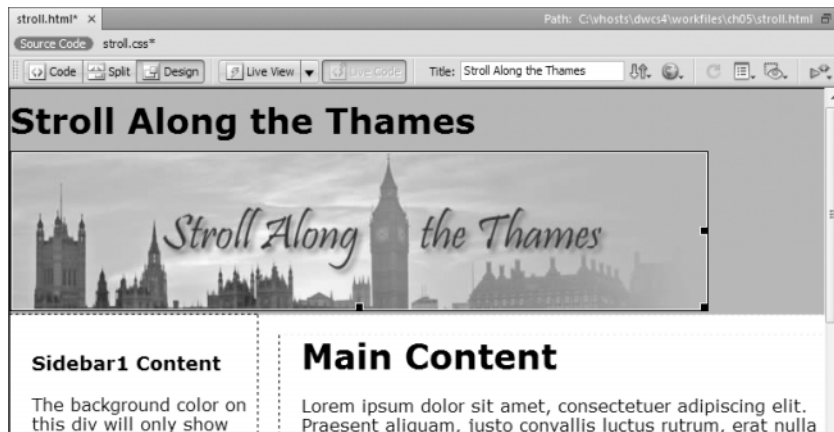 stroll.html* ×
Path: C:\vhosts\dwcs4\workfiles\ch05\stroll.html
Source Code stroll.css*
Code Split Design Live View Live Code Title: Stroll Along the Thames
Stroll Along the Thames
Stroll Along the Thames
Sidebar1 Content
The background color on
this div will only show
Main Content
Lorem ipsum dolor sit amet, consectetuer adipiscing elit.
Praesent aliquam, justo convallis luctus rutrum, erat nulla